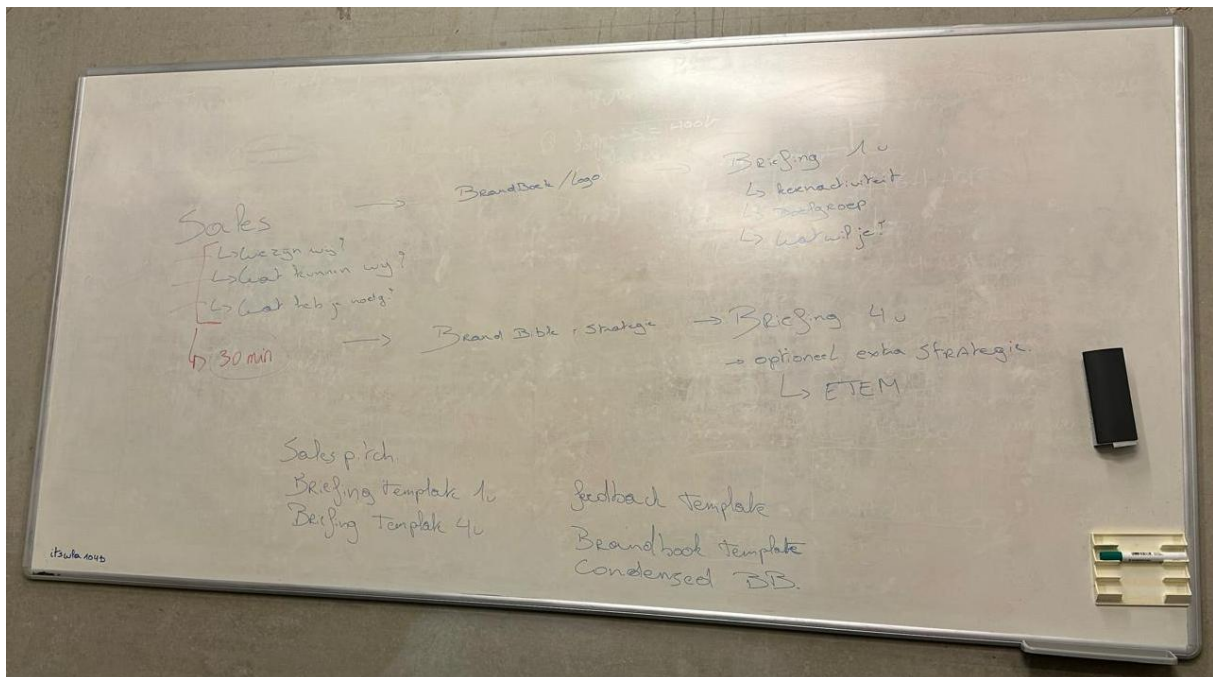 Sales
↳ Wie zijn wij?
↳ Wat kunnen wij?
↳ Wat heb je nodig?
↳ 30 min
→ BrandBook/Logo
→ Briefing 1u
↳ kernactiviteit
↳ Doelgroep
↳ Wat wil je?
→ Brand Bible + Strategie
→ Briefing 4u
→ optioneel extra Strategie
↳ ETEM
Sales pitch
Briefing template 1u
Briefing Template 4u
feedback template
Brandbook template
Condensed BB.